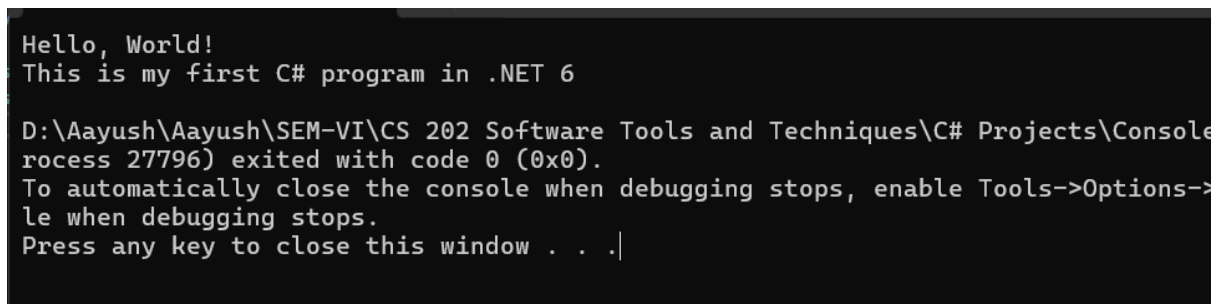 Hello, World!
This is my first C# program in .NET 6
D:\Aayush\Aayush\SEM-VI\CS 202 Software Tools and Techniques\C# Projects\Console
rocess 27796) exited with code 0 (0x0).
To automatically close the console when debugging stops, enable Tools->Options->
le when debugging stops.
Press any key to close this window . . .